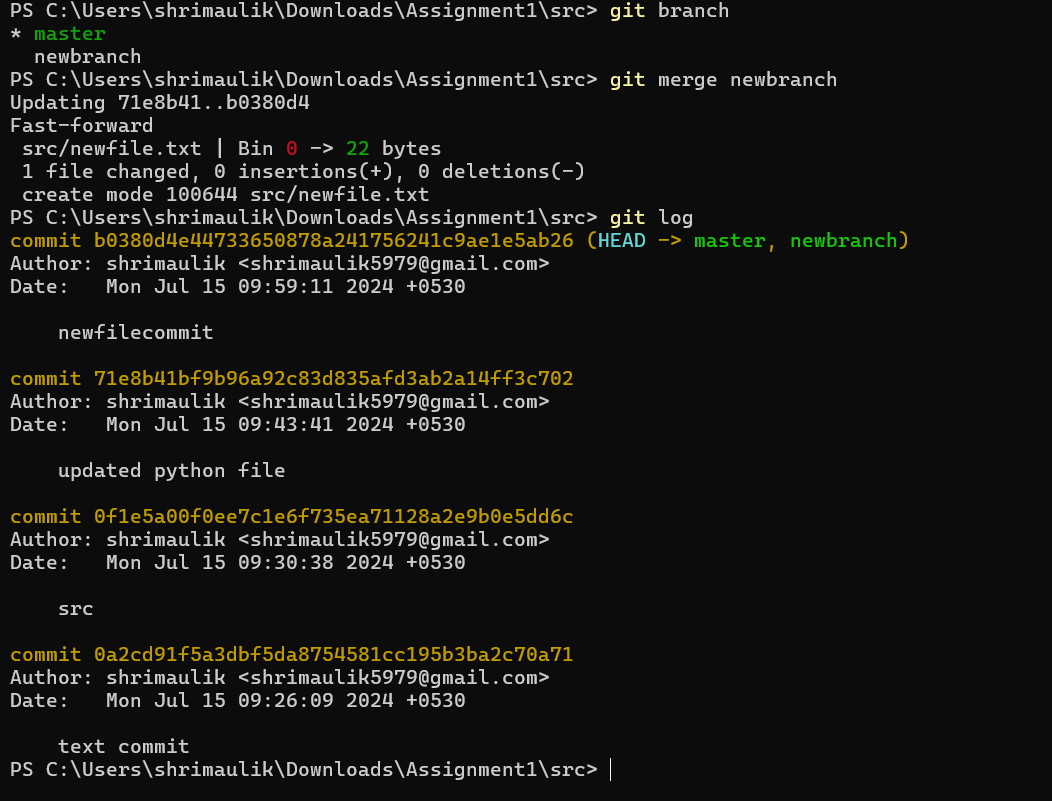 PS C:\Users\shrimaulik\Downloads\Assignment1\src> git branch
* master
  newbranch
PS C:\Users\shrimaulik\Downloads\Assignment1\src> git merge newbranch
Updating 71e8b41..b0380d4
Fast-forward
 src/newfile.txt | Bin 0 -> 22 bytes
 1 file changed, 0 insertions(+), 0 deletions(-)
 create mode 100644 src/newfile.txt
PS C:\Users\shrimaulik\Downloads\Assignment1\src> git log
commit b0380d4e44733650878a241756241c9ae1e5ab26 (HEAD -> master, newbranch)
Author: shrimaulik <shrimaulik5979@gmail.com>
Date:   Mon Jul 15 09:59:11 2024 +0530

    newfilecommit

commit 71e8b41bf9b96a92c83d835afd3ab2a14ff3c702
Author: shrimaulik <shrimaulik5979@gmail.com>
Date:   Mon Jul 15 09:43:41 2024 +0530

    updated python file

commit 0f1e5a00f0ee7c1e6f735ea71128a2e9b0e5dd6c
Author: shrimaulik <shrimaulik5979@gmail.com>
Date:   Mon Jul 15 09:30:38 2024 +0530

    src

commit 0a2cd91f5a3dbf5da8754581cc195b3ba2c70a71
Author: shrimaulik <shrimaulik5979@gmail.com>
Date:   Mon Jul 15 09:26:09 2024 +0530

    text commit
PS C:\Users\shrimaulik\Downloads\Assignment1\src>